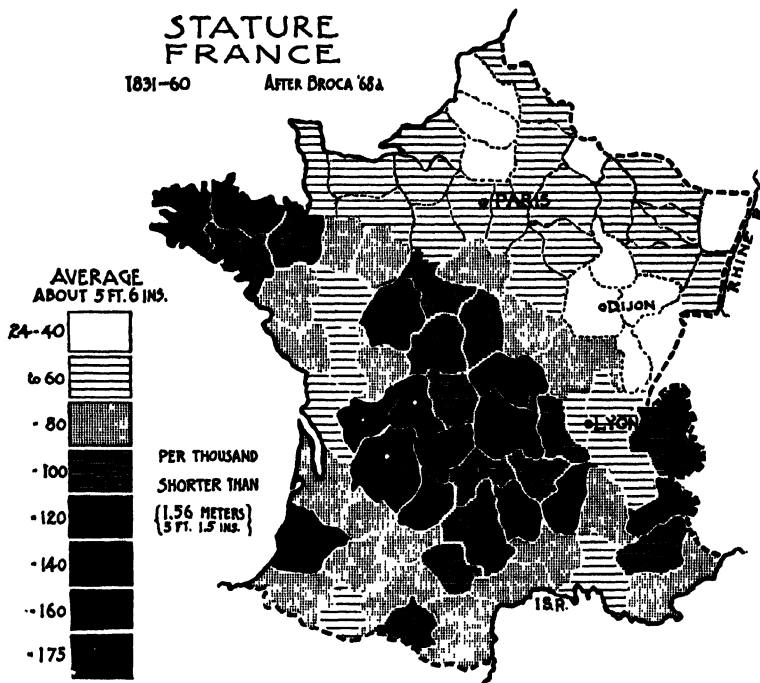 STATURE
FRANCE
1831-60 AFTER BROCA '68a
PARIS
RHINE
AVERAGE
ABOUT 5 FT. 6 INS.
DIJON
24-40
to 60
- 80
LYON
- 100
PER THOUSAND
SHORTER THAN
{1.56 METERS}
{5 FT. 1.5 INS.}
- 120
- 140
- 160
- 175